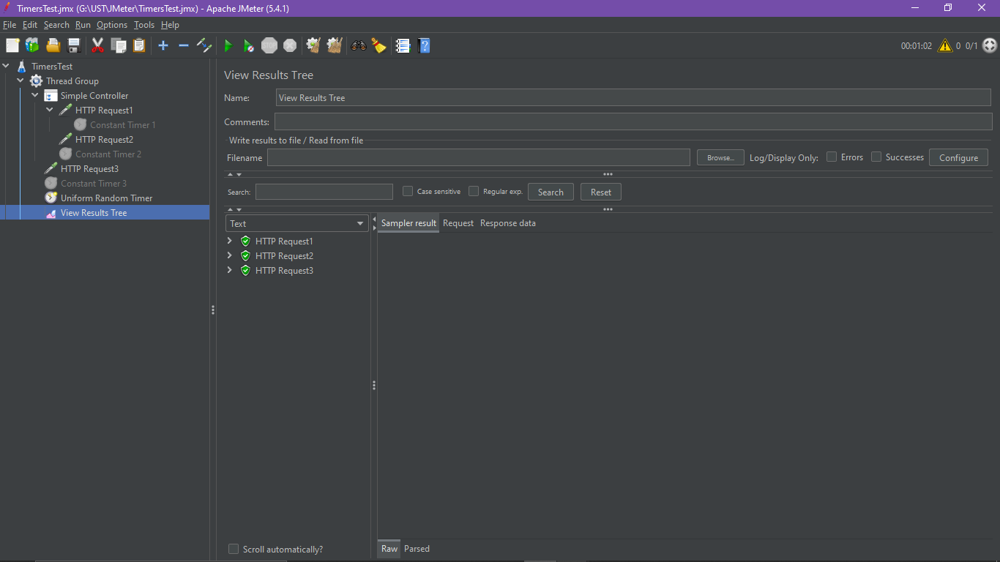 TimersTest.jmx (G:\UST\JMeter\TimersTest.jmx) - Apache JMeter (5.4.1)
File Edit Search Run Options Tools Help
STOP
00:01:02 0 0/1
TimersTest
Thread Group
Simple Controller
HTTP Request1
Constant Timer 1
HTTP Request2
Constant Timer 2
HTTP Request3
Constant Timer 3
Uniform Random Timer
View Results Tree
View Results Tree
Name: View Results Tree
Comments:
Write results to file / Read from file
Filename Browse... Log/Display Only: Errors Successes Configure
Search: Case sensitive Regular exp. Search Reset
Text
HTTP Request1
HTTP Request2
HTTP Request3
Scroll automatically?
Sampler result Request Response data
Raw Parsed